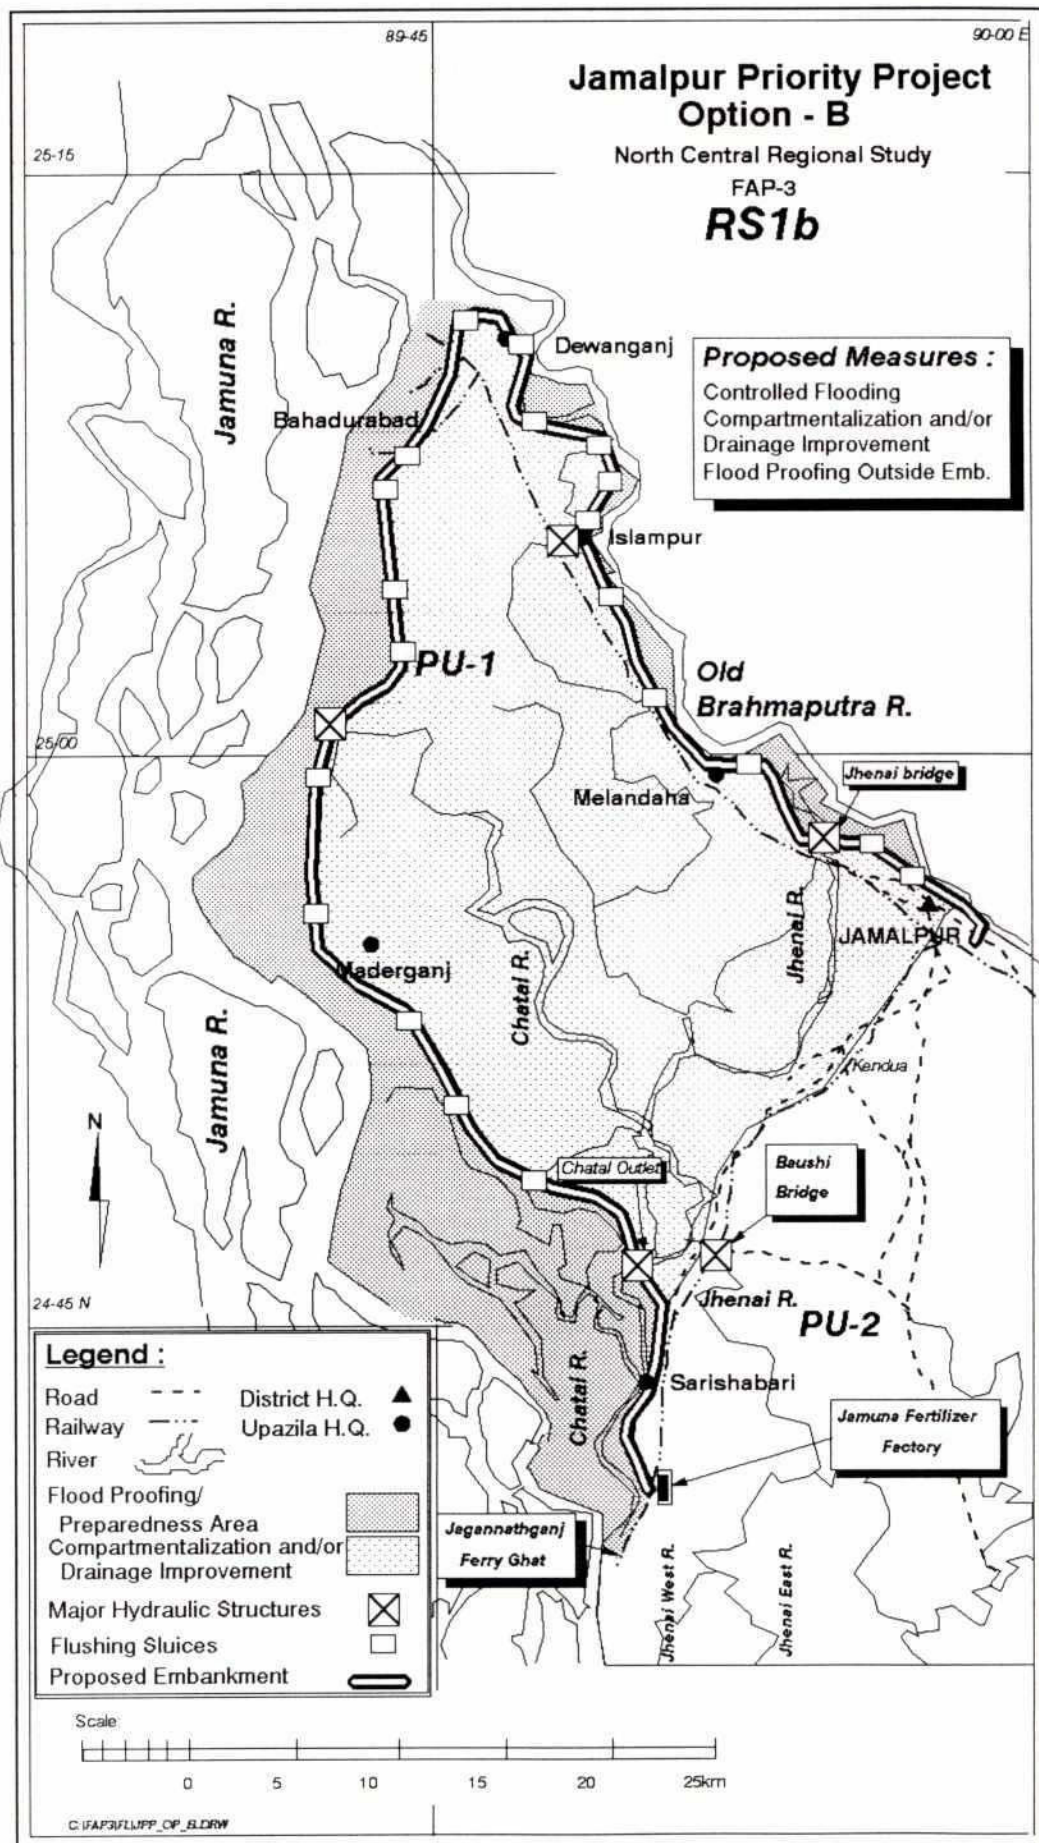 89-45
90-00 E
Jamalpur Priority Project
Option - B
North Central Regional Study
FAP-3
RS1b
25-15
Jamuna R.
Dewanganj
Proposed Measures :
Controlled Flooding
Compartmentalization and/or
Drainage Improvement
Flood Proofing Outside Emb.
Bahadurabad
Islampur
PU-1
Old
Brahmaputra R.
25-00
Jhenai bridge
Melandaha
Jhenai R.
JAMALPUR
Maderganj
Chatal R.
Jamuna R.
Kendua
N
Chatal Outlet
Baushi
Bridge
24-45 N
Jhenai R.
PU-2
Chatal R.
Sarishabari
Jamuna Fertilizer
Factory
Jagannathganj
Ferry Ghat
Jhenai West R.
Jhenai East R.
Legend :
Road
District H.Q.
Railway
Upazila H.Q.
River
Flood Proofing/
Preparedness Area
Compartmentalization and/or
Drainage Improvement
Major Hydraulic Structures
Flushing Sluices
Proposed Embankment
Scale
0 5 10 15 20 25km